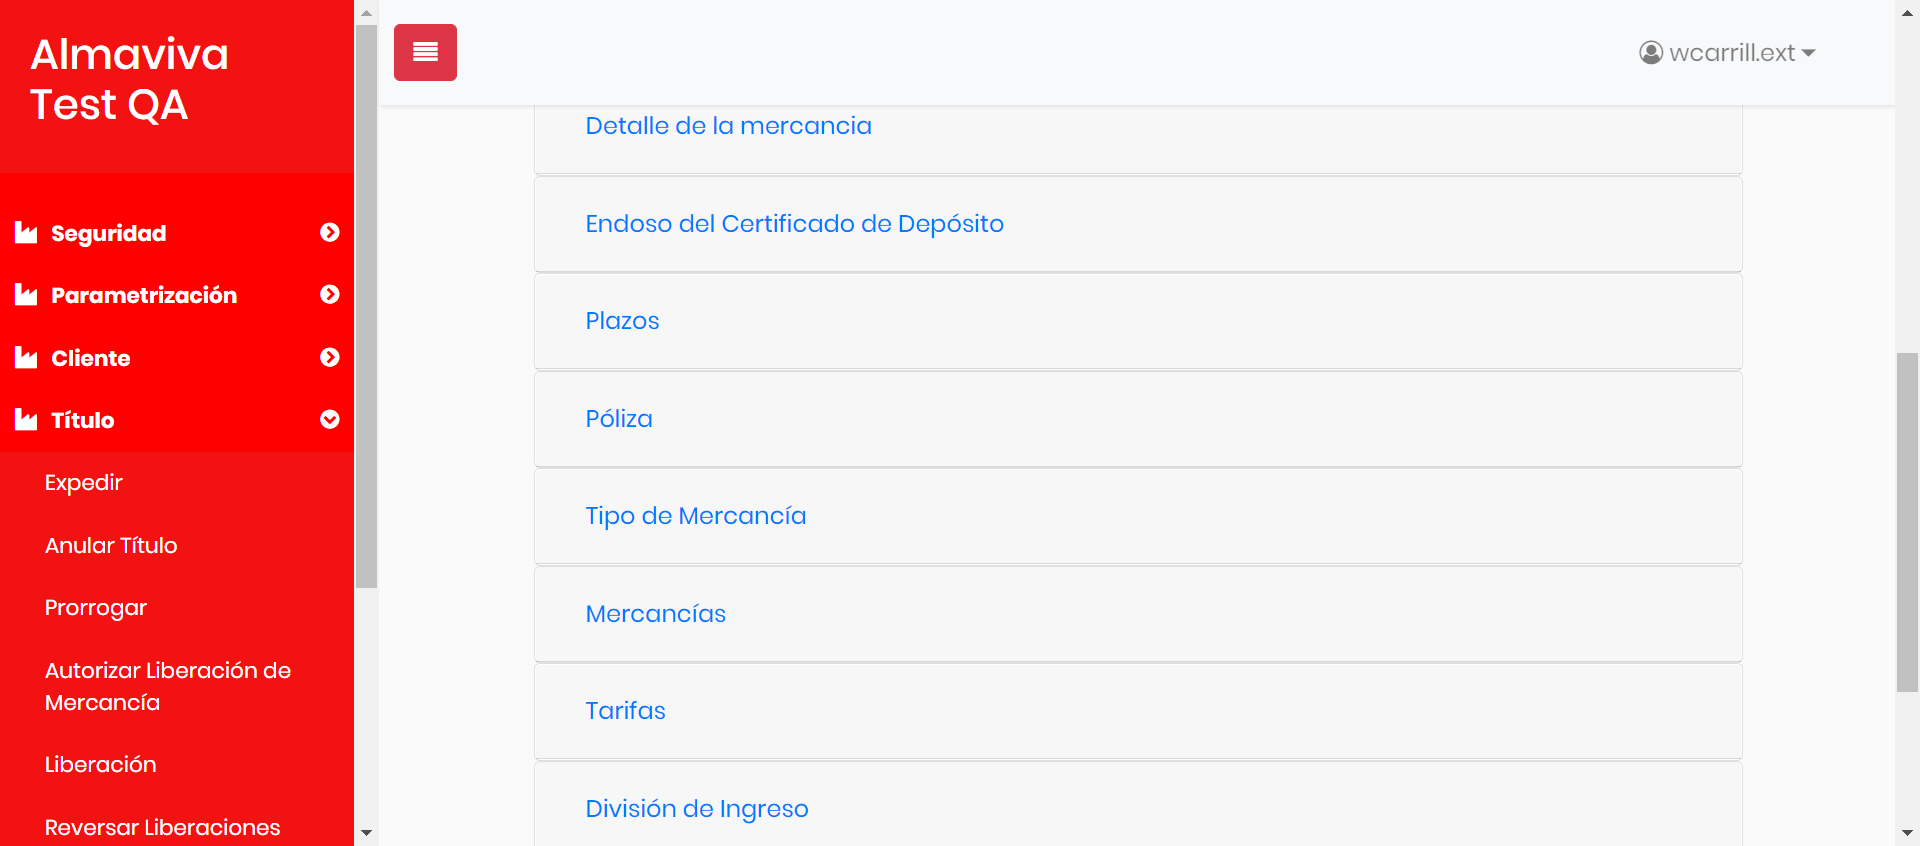 Almaviva
Test QA
Seguridad
Parametrización
Cliente
Título
Expedir
Anular Título
Prorrogar
Autorizar Liberación de
Mercancía
Liberación
Reversar Liberaciones
wcarrill.ext
Detalle de la mercancia
Endoso del Certificado de Depósito
Plazos
Póliza
Tipo de Mercancía
Mercancías
Tarifas
División de Ingreso